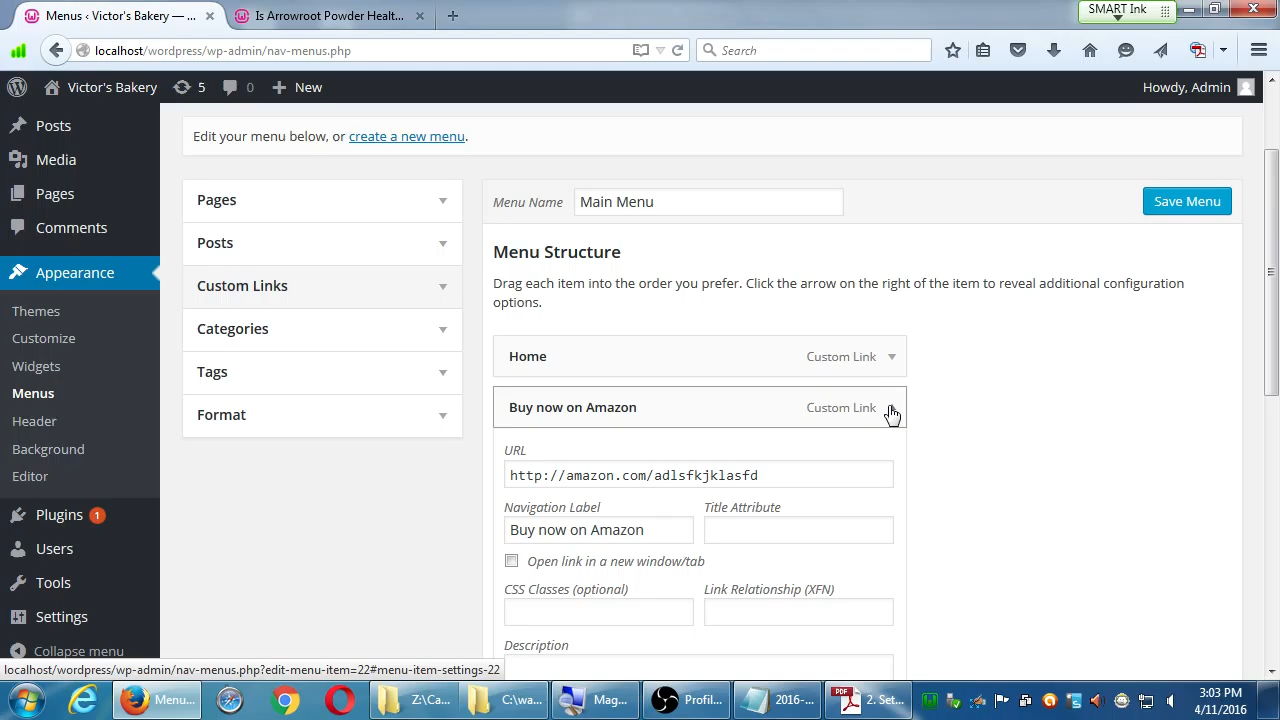 Menus ‹ Victor's Bakery — ...
Is Arrowroot Powder Healt...
SMART Ink
localhost/wordpress/wp-admin/nav-menus.php
Search
Victor's Bakery
5
0
New
Howdy, Admin
Posts
Media
Pages
Comments
Appearance
Themes
Customize
Widgets
Menus
Header
Background
Editor
Plugins 1
Users
Tools
Settings
Collapse menu
Edit your menu below, or create a new menu.
Pages
Posts
Custom Links
Categories
Tags
Format
Menu Name
Main Menu
Save Menu
Menu Structure
Drag each item into the order you prefer. Click the arrow on the right of the item to reveal additional configuration
options.
Home
Custom Link
Buy now on Amazon
Custom Link
URL
http://amazon.com/adlsfkjklasfd
Navigation Label
Title Attribute
Buy now on Amazon
Open link in a new window/tab
CSS Classes (optional)
Link Relationship (XFN)
Description
localhost/wordpress/wp-admin/nav-menus.php?edit-menu-item=22#menu-item-settings-22
Menu...
Z:\Ca...
C:\wa...
Mag...
Profil...
2016-...
PDF
2. Set...
3:03 PM
4/11/2016